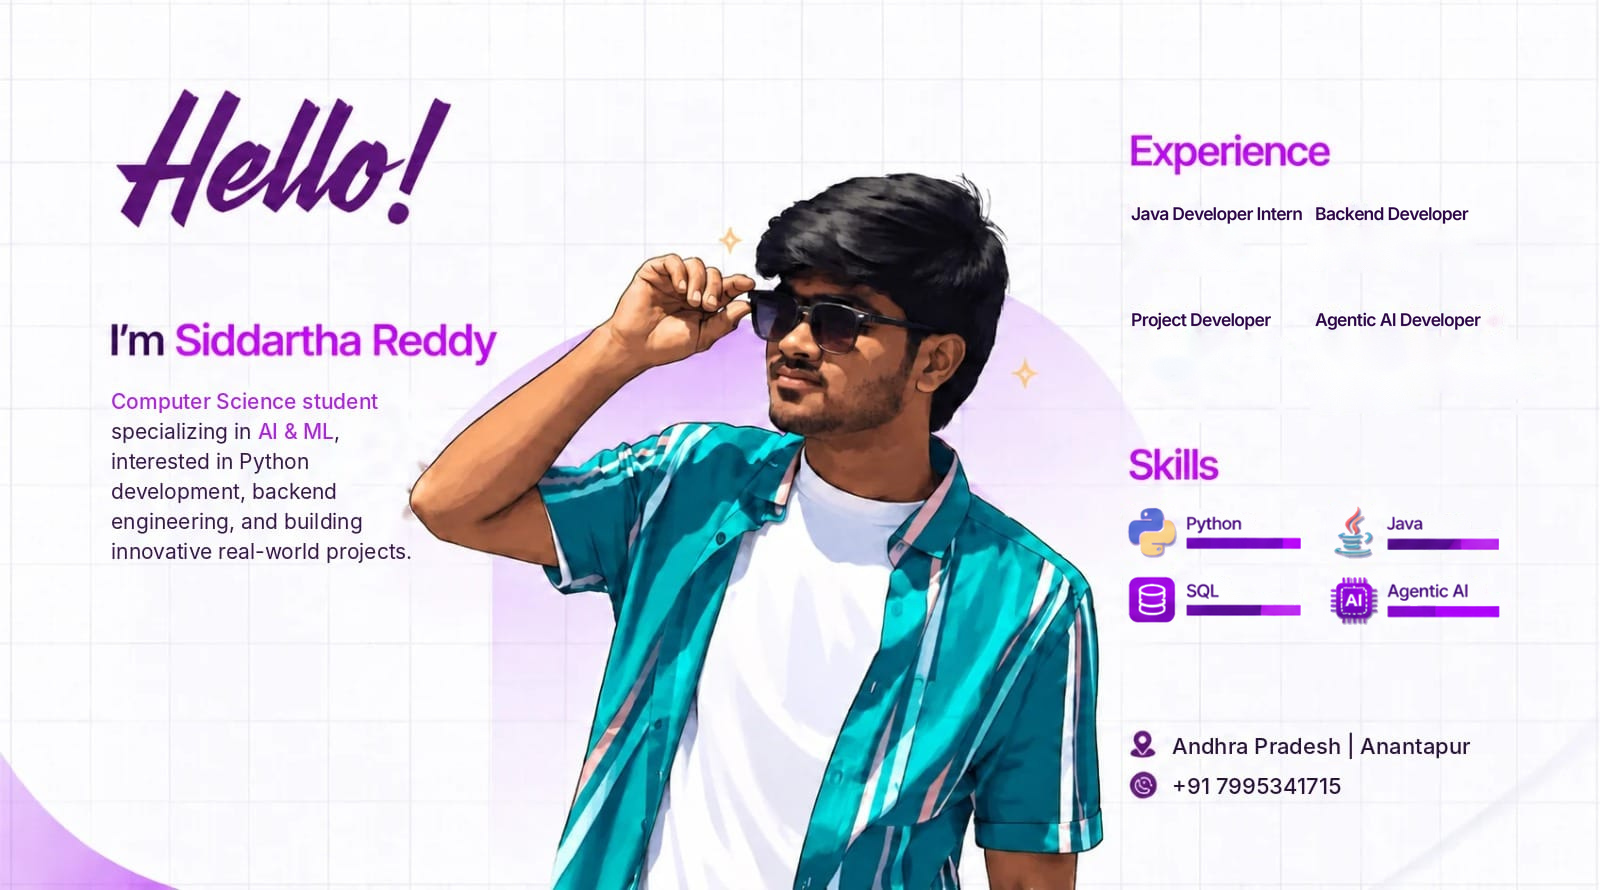 Hello!
I'm Siddartha Reddy
Computer Science student
specializing in AI & ML,
interested in Python
development, backend
engineering, and building
innovative real-world projects.
Experience
Java Developer Intern Backend Developer
Project Developer Agentic AI Developer
Skills
Python Java
SQL AI Agentic AI
Andhra Pradesh | Anantapur
+91 7995341715